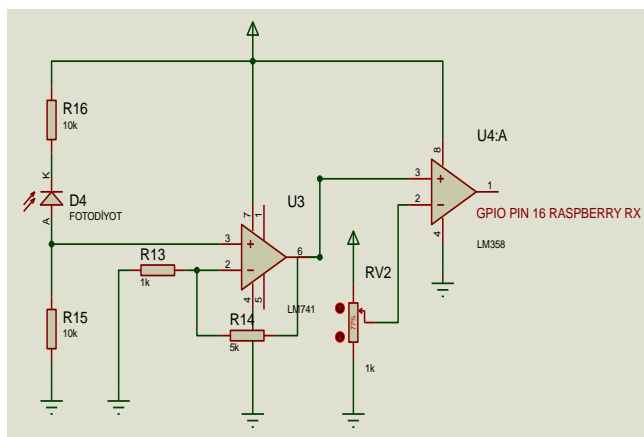 R16
10k
K
D4
FOTODİYOT
A
R15
10k
R13
1k
U3
7
1
3
2
6
4
5
LM741
R14
5k
RV2
77%
1k
U4:A
8
3
2
1
4
GPIO PIN 16 RASPBERRY RX
LM358